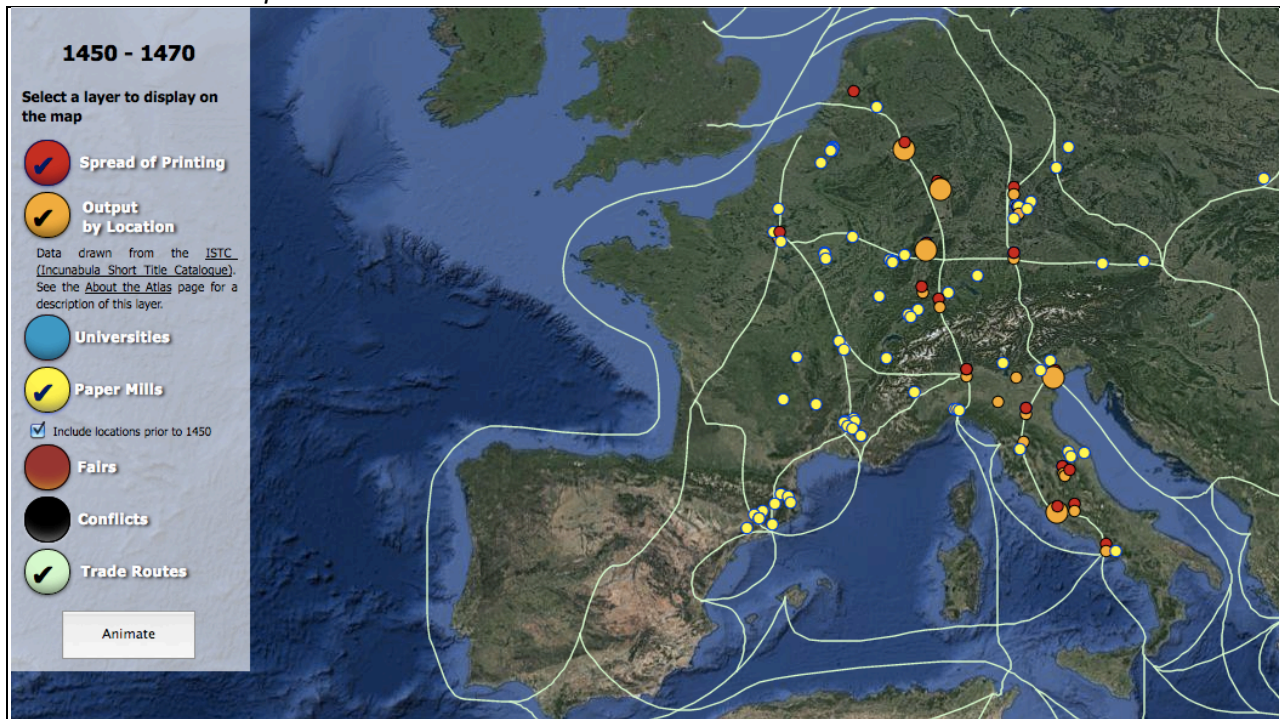 1450 - 1470
Select a layer to display on
the map
Spread of Printing
Output
by Location
Data drawn from the ISTC
(Incunabula Short Title Catalogue).
See the About the Atlas page for a
description of this layer.
Universities
Paper Mills
Include locations prior to 1450
Fairs
Conflicts
Trade Routes
Animate